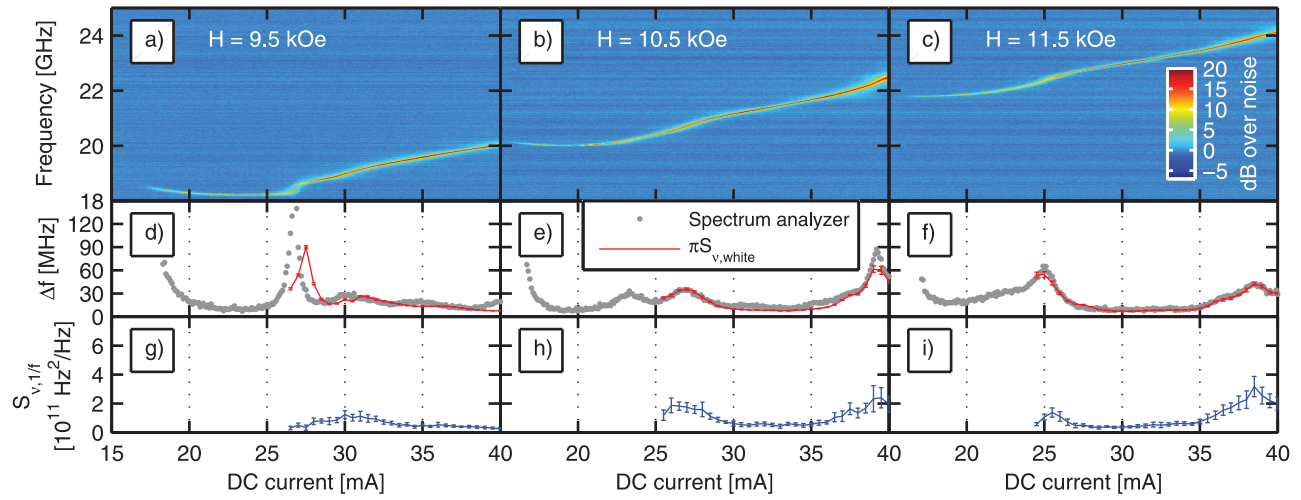 a) H = 9.5 kOe
b) H = 10.5 kOe
c) H = 11.5 kOe
Frequency [GHz]
24
22
20
18
20
15
10
5
0
−5
dB over noise
d)
e)
f)
Δf [MHz]
120
90
60
30
0
Spectrum analyzer
πS_ν,white
g)
h)
i)
S_ν,1/f
[10^11 Hz^2/Hz]
6
4
2
0
15 20 25 30 35 40 20 25 30 35 40 20 25 30 35 40
DC current [mA] DC current [mA] DC current [mA]